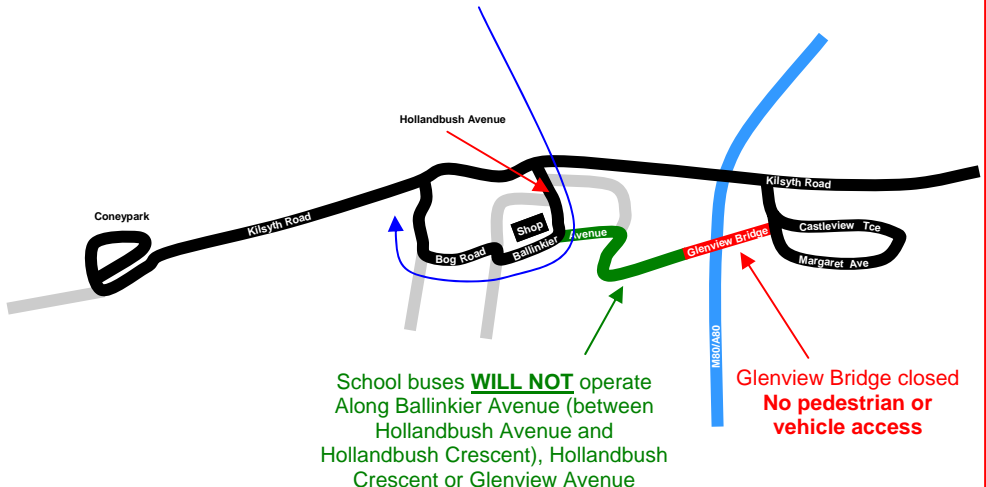 Hollandbush Avenue
Kilsyth Road
Coneypark
Kilsyth Road
Shop
Avenue
Castleview Tce
Ballinkier
Glenview Bridge
Bog Road
Margaret Ave
M80/A80
School buses WILL NOT operate
Along Ballinkier Avenue (between
Hollandbush Avenue and
Hollandbush Crescent), Hollandbush
Crescent or Glenview Avenue
Glenview Bridge closed
No pedestrian or
vehicle access